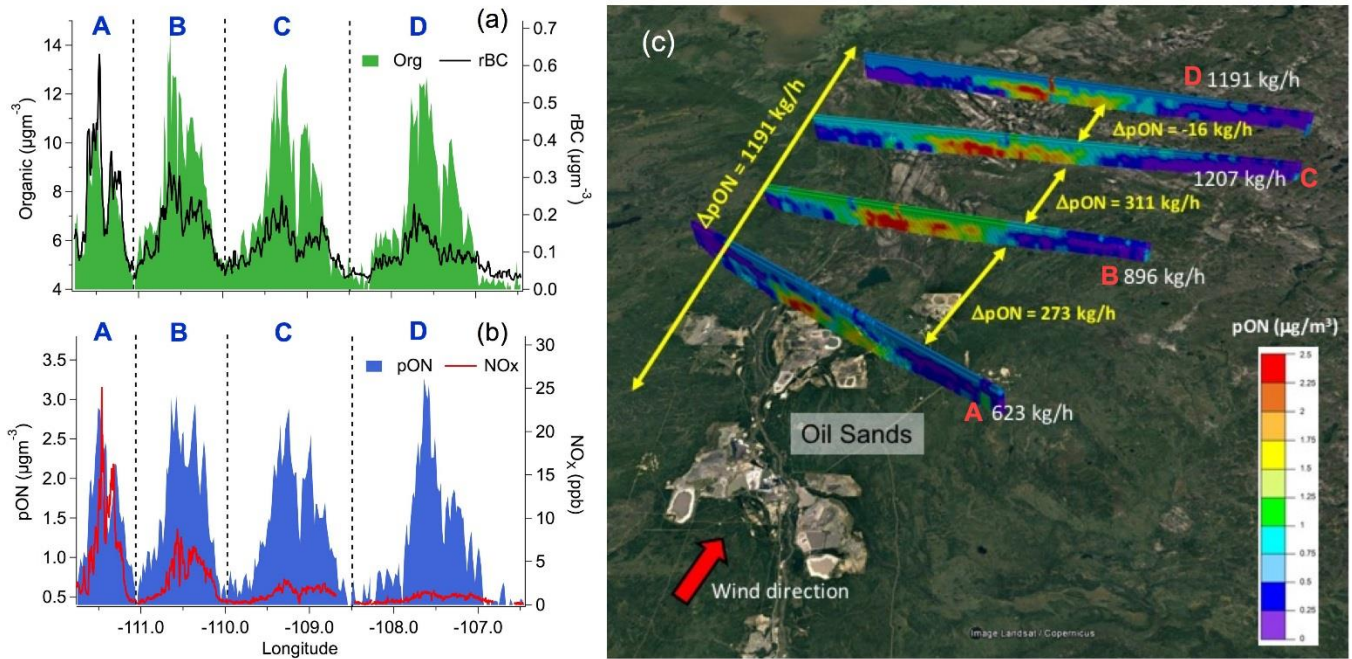 A B C D (a)
14
12
10
8
6
4
Organic (µgm⁻³)
Org rBC
0.7
0.6
0.5
0.4
0.3
0.2
0.1
0.0
rBC (µgm⁻³)
A B C D (b)
3.5
3.0
2.5
2.0
1.5
1.0
0.5
pON (µgm⁻³)
pON NOx
30
25
20
15
10
5
0
NOX (ppb)
-111.0 -110.0 -109.0 -108.0 -107.0
Longitude
(c)
D 1191 kg/h
ΔpON = -16 kg/h
1207 kg/h C
ΔpON = 311 kg/h
ΔpON = 1191 kg/h
B 896 kg/h
ΔpON = 273 kg/h
A 623 kg/h
Oil Sands
Wind direction
pON (µg/m³)
2.5
2.25
2
1.75
1.5
1.25
1
0.75
0.5
0.25
0
Image Landsat / Copernicus